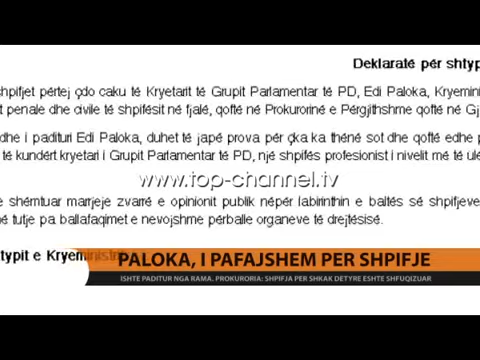 Deklaratë për shtyp
shpifjet përtej çdo caku të Kryetarit të Grupit Parlamentar të PD, Edi Paloka, Kryemini
t penale dhe civile të shpifësit në fjalë, qoftë në Prokurorinë e Përgjithshme qoftë në Gj
dhe i padituri Edi Paloka, duhet të japë prova për çka ka thënë sot dhe qoftë edhe p
të kundërt kryetari i Grupit Parlamentar të PD, një shpifës profesionist i nivelit më të ulë
www.top-channel.tv
e shëmtuar marrjeje zvarrë e opinionit publik nëpër labirinthin e baltës së shpifjeve
në tutje pa ballafaqimet e nevojshme përballe organeve të drejtësisë.
typit e Kryeministrit
PALOKA, I PAFAJSHEM PER SHPIFJE
ISHTE PADITUR NGA RAMA. PROKURORIA: SHPIFJA PER SHKAK DETYRE ESHTE SHFUQIZUAR